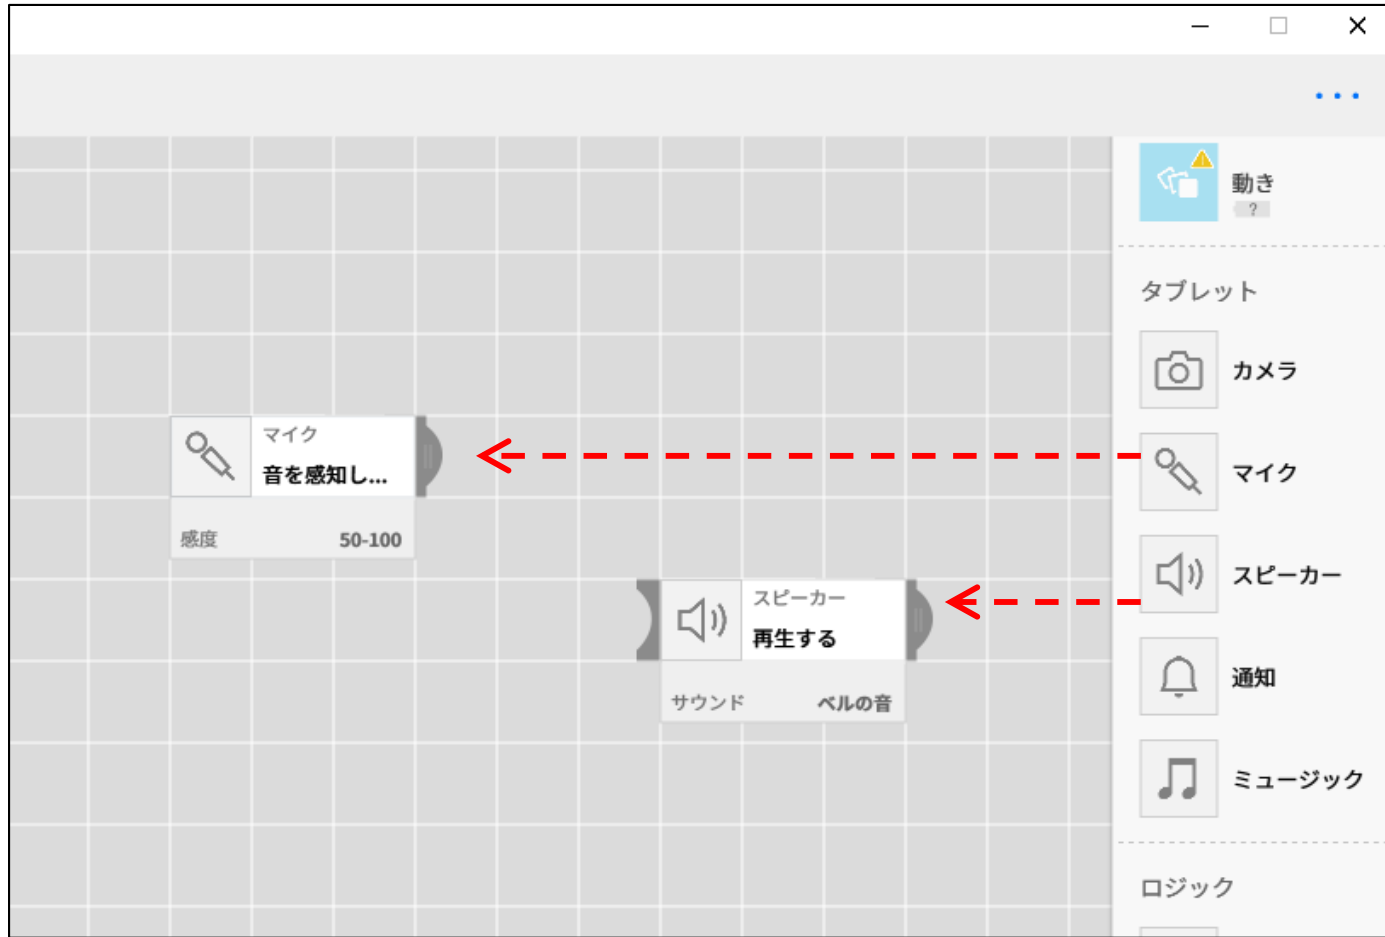 動き
?
タブレット
カメラ
マイク
音を感知し...
マイク
感度 50-100
スピーカー
スピーカー
再生する
通知
サウンド ベルの音
ミュージック
ロジック